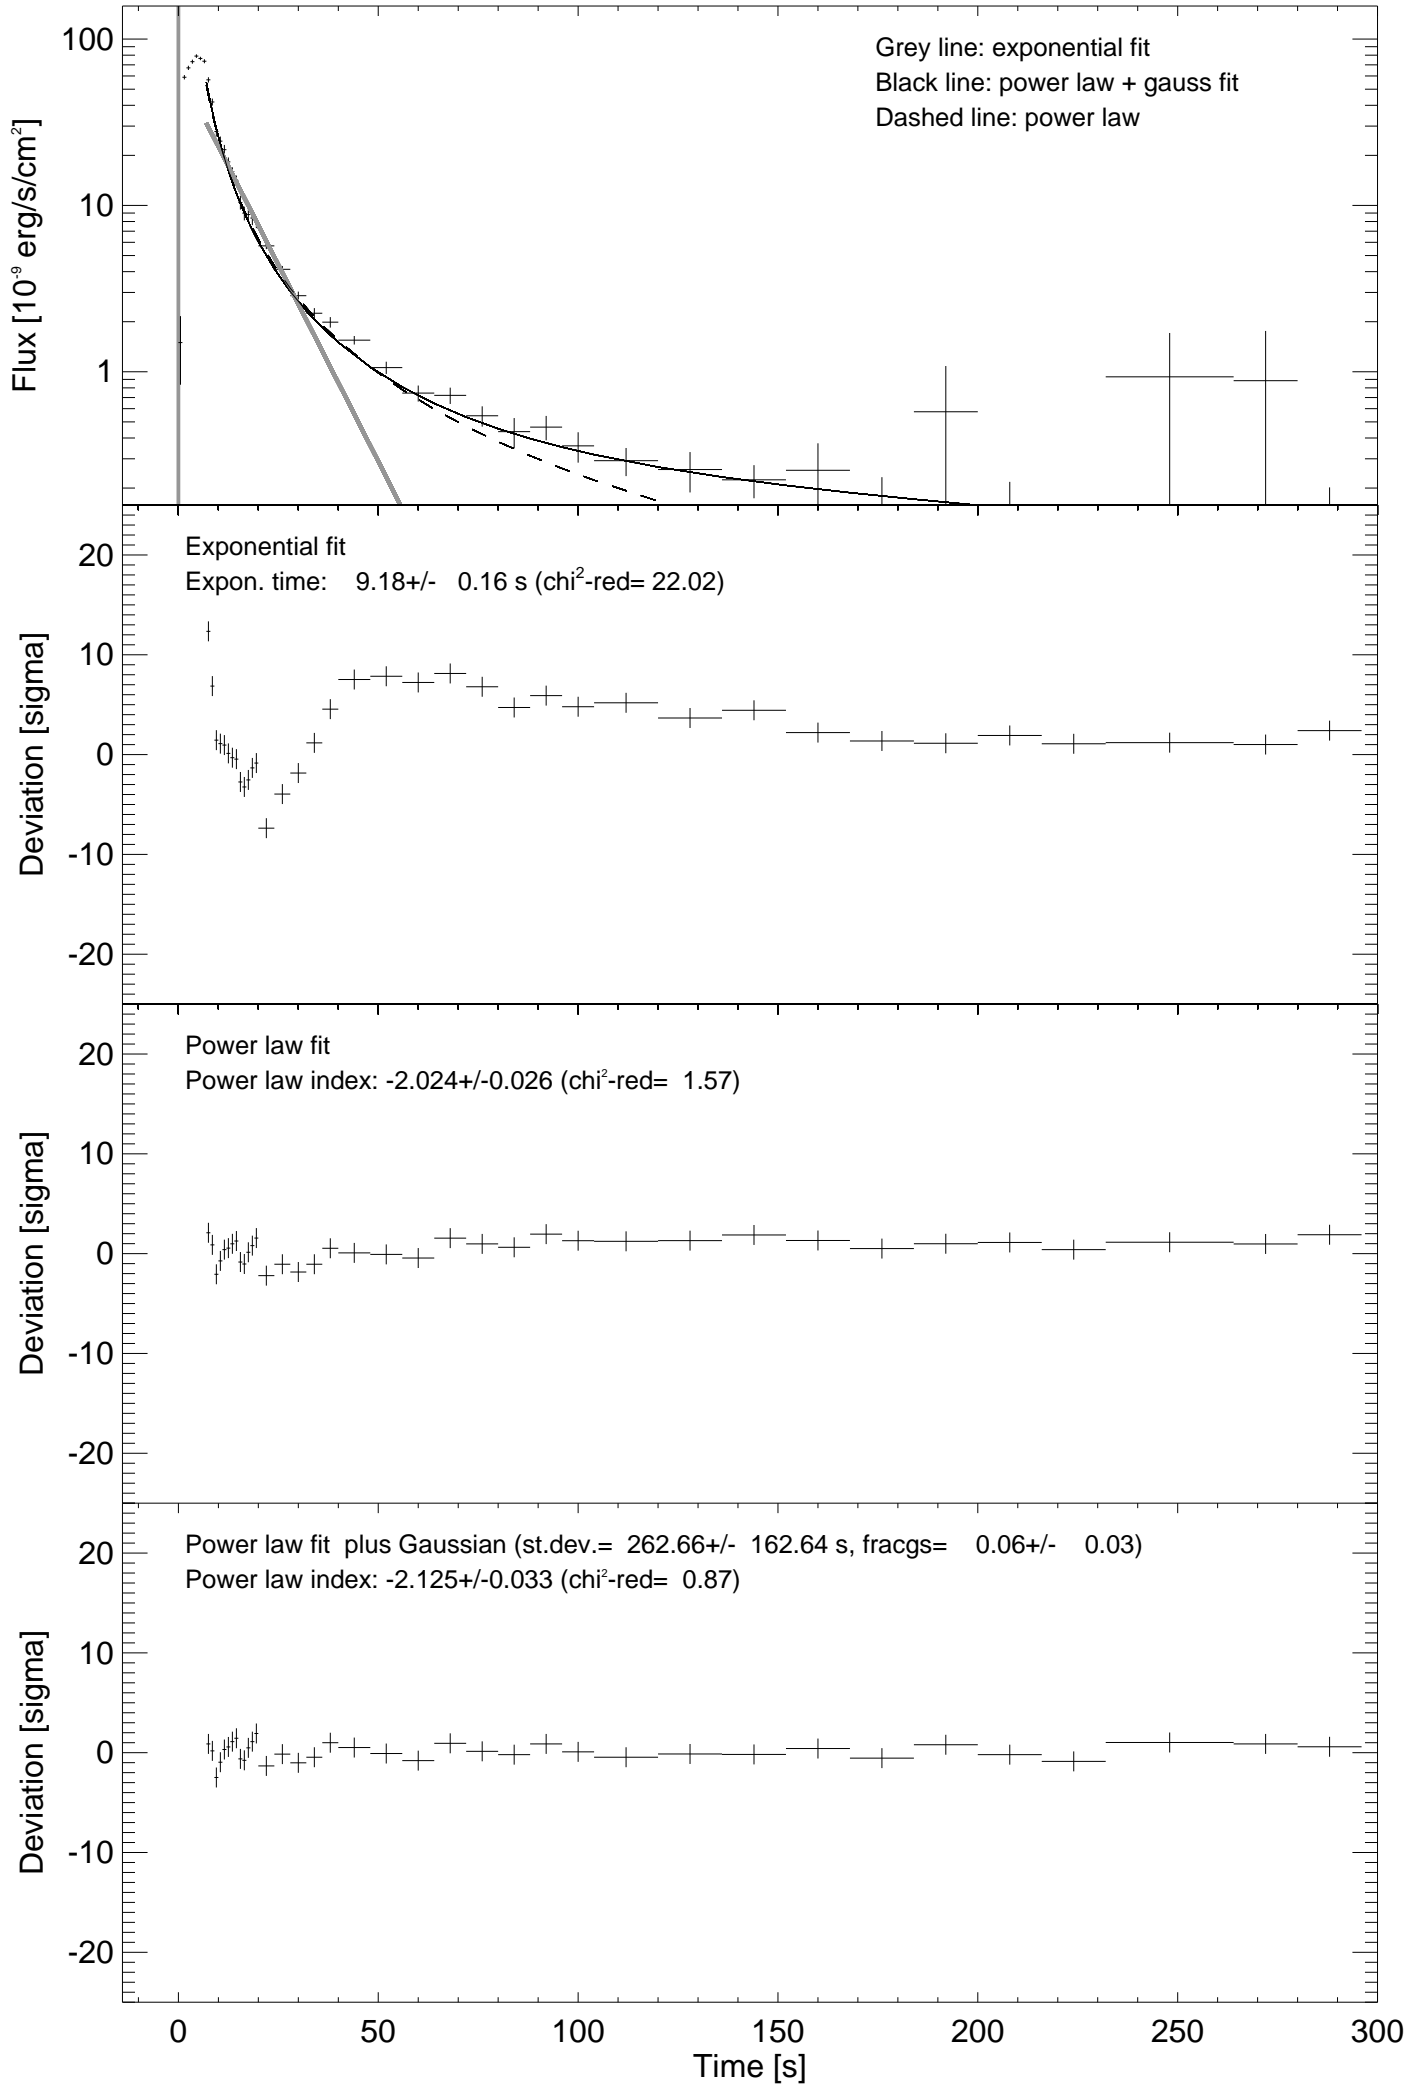 Grey line: exponential fit
Black line: power law + gauss fit
Dashed line: power law
100
10
1
Flux [10⁻⁹ erg/s/cm²]
Exponential fit
Expon. time: 9.18+/- 0.16 s (chi²-red= 22.02)
20
10
0
-10
-20
Deviation [sigma]
Power law fit
Power law index: -2.024+/-0.026 (chi²-red= 1.57)
20
10
0
-10
-20
Deviation [sigma]
Power law fit plus Gaussian (st.dev.= 262.66+/- 162.64 s, fracgs= 0.06+/- 0.03)
Power law index: -2.125+/-0.033 (chi²-red= 0.87)
20
10
0
-10
-20
Deviation [sigma]
0 50 100 150 200 250 300
Time [s]